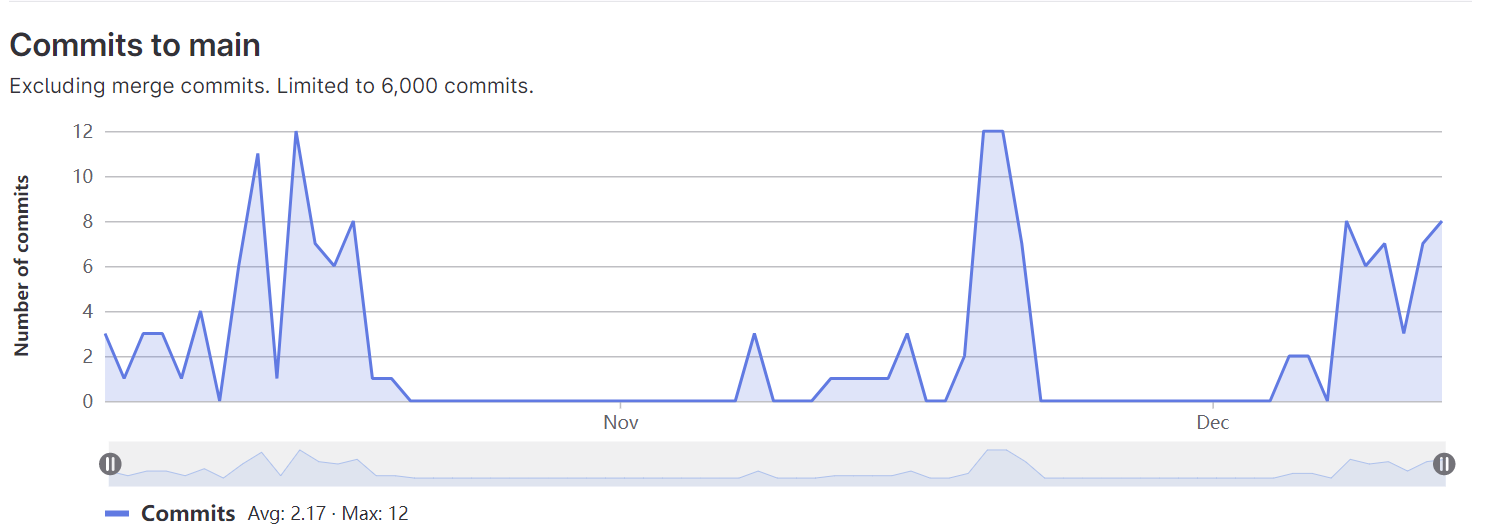 Commits to main
Excluding merge commits. Limited to 6,000 commits.
Number of commits
12
10
8
6
4
2
0
Nov Dec
Commits Avg: 2.17 · Max: 12